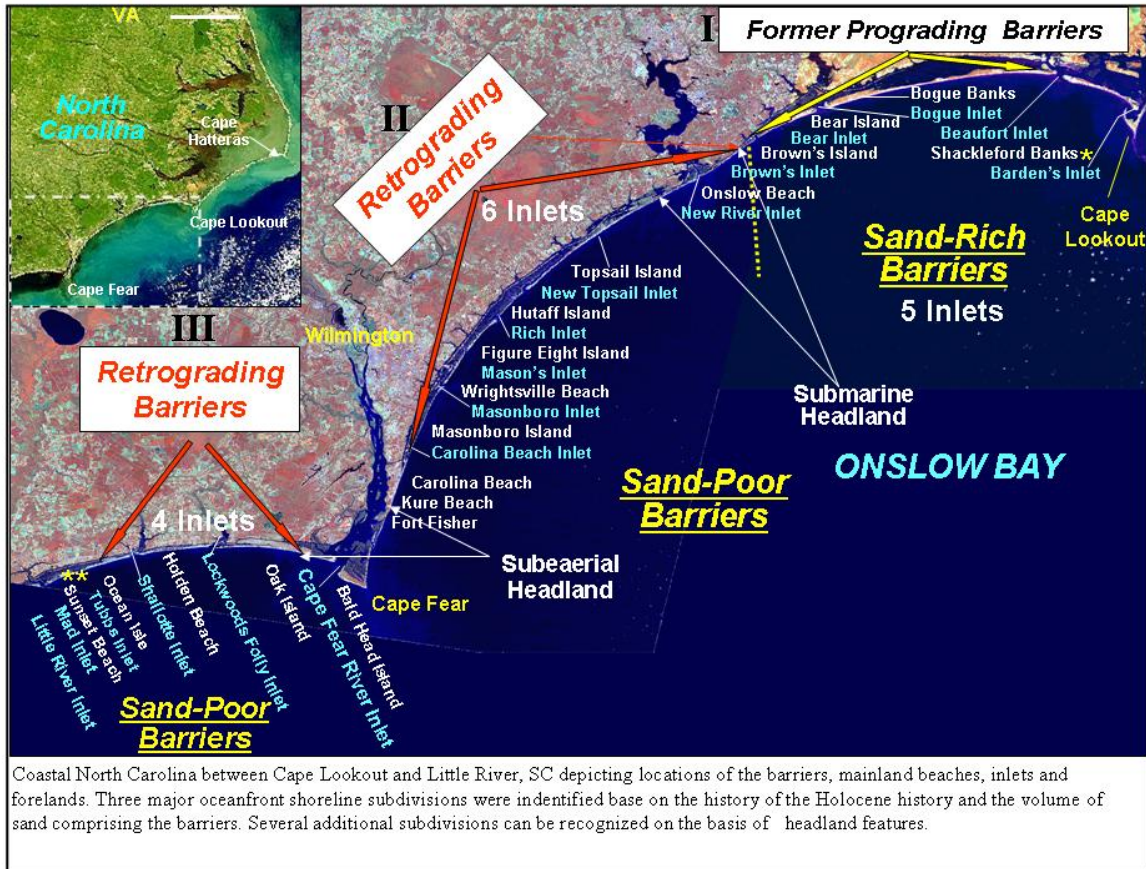 VA
North
Carolina
Cape
Hatteras
Cape Lookout
Cape Fear
I
Former Prograding Barriers
II
Retrograding
Barriers
6 Inlets
Bogue Banks
Bogue Inlet
Bear Island
Beaufort Inlet
Bear Inlet
Shackleford Banks*
Brown's Island
Barden's Inlet
Brown's Inlet
Onslow Beach
New River Inlet
Cape
Lookout
Sand-Rich
Barriers
5 Inlets
Topsail Island
New Topsail Inlet
Hutaff Island
Rich Inlet
Figure Eight Island
Mason's Inlet
Wrightsville Beach
Masonboro Inlet
Masonboro Island
Carolina Beach Inlet
Submarine
Headland
III
Wilmington
Retrograding
Barriers
ONSLOW BAY
Sand-Poor
Barriers
Carolina Beach
Kure Beach
Fort Fisher
4 Inlets
Subeaerial
Headland
Cape Fear
**
Little River Inlet
Mad Inlet
Sunset Beach
Tubbs Inlet
Ocean Isle
Shallotte Inlet
Holden Beach
Lockwoods Folly Inlet
Oak Island
Cape Fear River Inlet
Bald Head Island
Sand-Poor
Barriers
Coastal North Carolina between Cape Lookout and Little River, SC depicting locations of the barriers, mainland beaches, inlets and
forelands. Three major oceanfront shoreline subdivisions were indentified base on the history of the Holocene history and the volume of
sand comprising the barriers. Several additional subdivisions can be recognized on the basis of headland features.